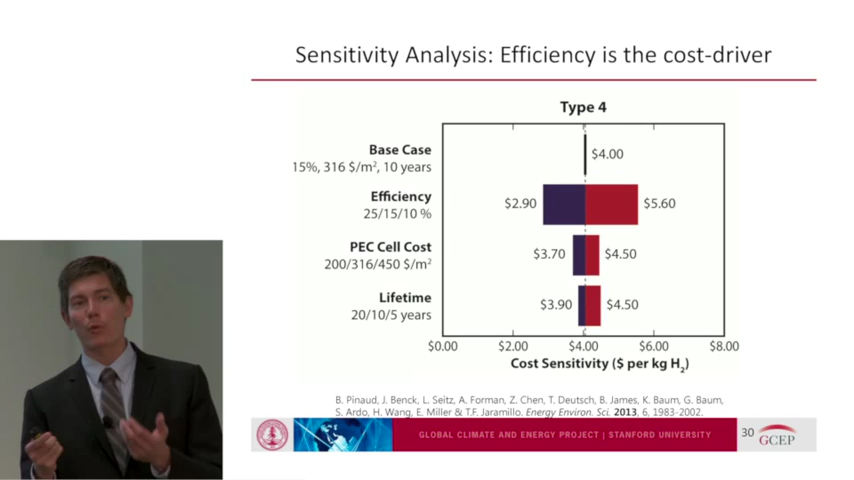 Sensitivity Analysis: Efficiency is the cost-driver
Type 4
Base Case
15%, 316 $/m², 10 years
$4.00
Efficiency
25/15/10 %
$2.90
$5.60
PEC Cell Cost
200/316/450 $/m²
$3.70
$4.50
Lifetime
20/10/5 years
$3.90
$4.50
$0.00 $2.00 $4.00 $6.00 $8.00
Cost Sensitivity ($ per kg H₂)
B. Pinaud, J. Benck, L. Seitz, A. Forman, Z. Chen, T. Deutsch, B. James, K. Baum, G. Baum,
S. Ardo, H. Wang, E. Miller & T.F. Jaramillo. Energy Environ. Sci. 2013, 6, 1983-2002.
GLOBAL CLIMATE AND ENERGY PROJECT | STANFORD UNIVERSITY
30
GCEP